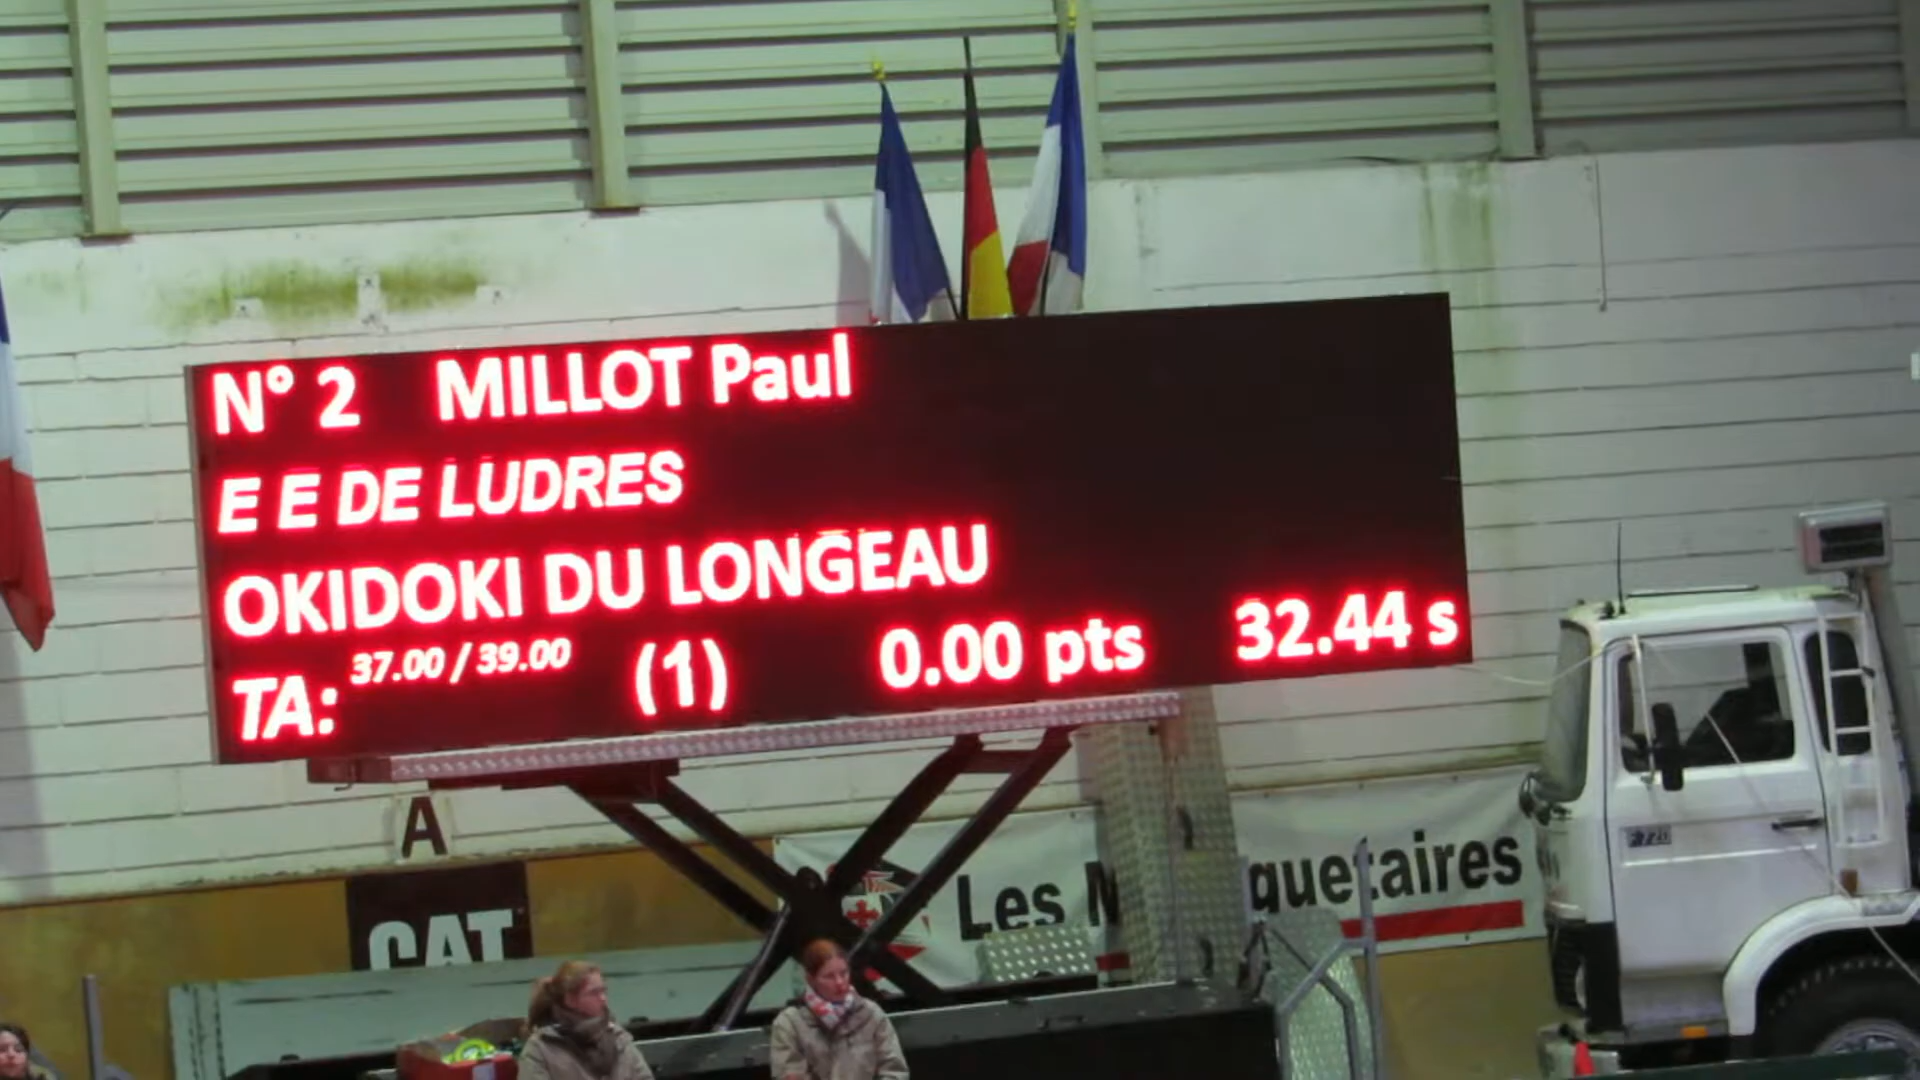 N° 2 MILLOT Paul
E E DE LUDRES
OKIDOKI DU LONGEAU
TA: 37.00 / 39.00 (1) 0.00 pts 32.44 s
A
CAT
Les